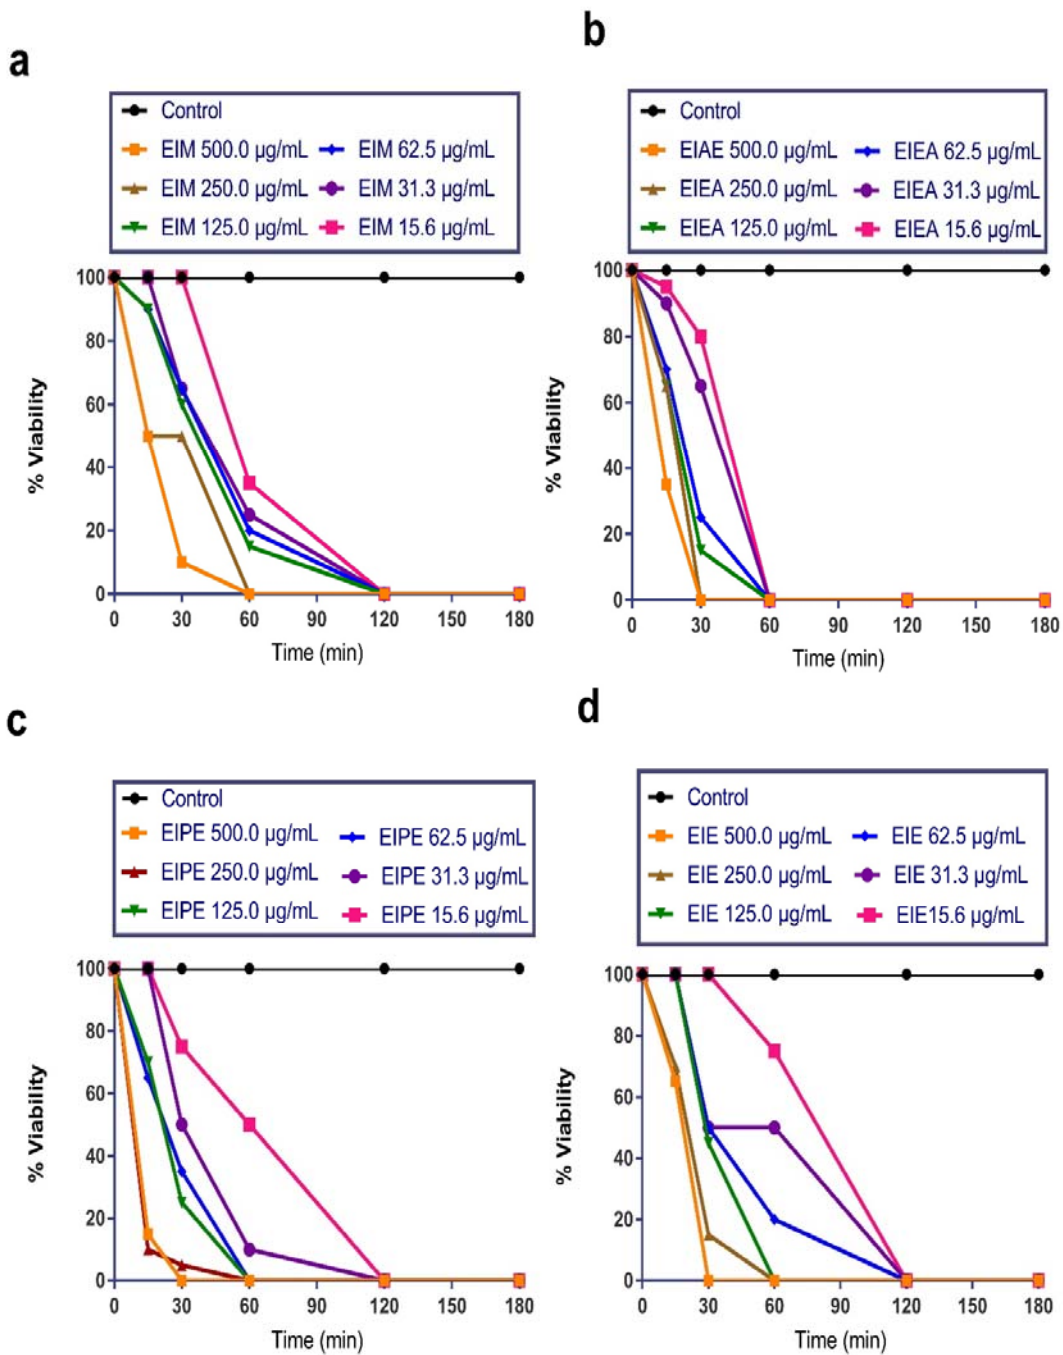 a
Control
EIM 500.0 µg/mL EIM 62.5 µg/mL
EIM 250.0 µg/mL EIM 31.3 µg/mL
EIM 125.0 µg/mL EIM 15.6 µg/mL
100
80
60
40
20
0
% Viability
0 30 60 90 120 150 180
Time (min)
b
Control
EIAE 500.0 µg/mL EIEA 62.5 µg/mL
EIEA 250.0 µg/mL EIEA 31.3 µg/mL
EIEA 125.0 µg/mL EIEA 15.6 µg/mL
100
80
60
40
20
0
% Viability
0 30 60 90 120 150 180
Time (min)
c
Control
EIPE 500.0 µg/mL EIPE 62.5 µg/mL
EIPE 250.0 µg/mL EIPE 31.3 µg/mL
EIPE 125.0 µg/mL EIPE 15.6 µg/mL
100
80
60
40
20
0
% Viability
0 30 60 90 120 150 180
Time (min)
d
Control
EIE 500.0 µg/mL EIE 62.5 µg/mL
EIE 250.0 µg/mL EIE 31.3 µg/mL
EIE 125.0 µg/mL EIE15.6 µg/mL
100
80
60
40
20
0
% Viability
0 30 60 90 120 150 180
Time (min)